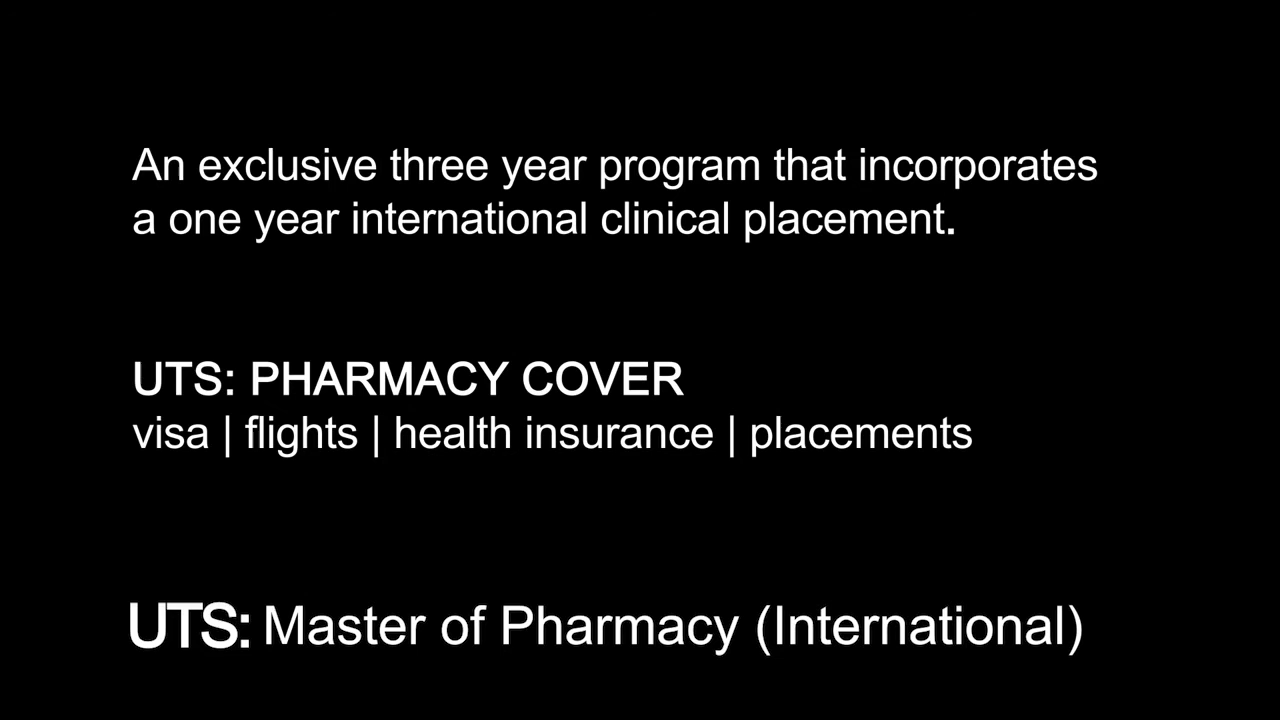 An exclusive three year program that incorporates
a one year international clinical placement.
UTS: PHARMACY COVER
visa | flights | health insurance | placements
UTS: Master of Pharmacy (International)